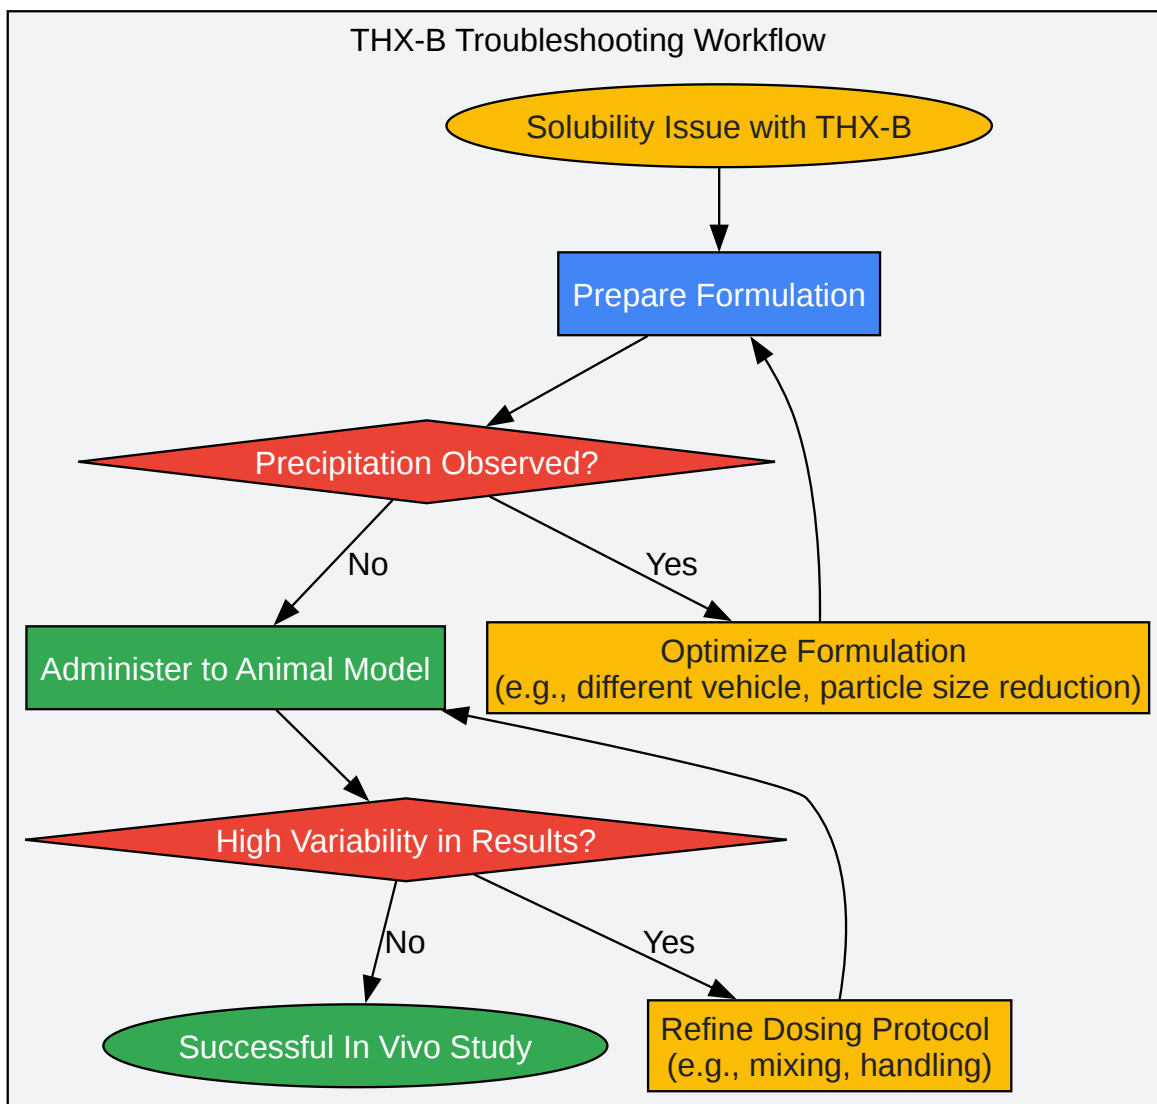 THX-B Troubleshooting Workflow
Solubility Issue with THX-B
Prepare Formulation
Precipitation Observed?
No
Yes
Administer to Animal Model
Optimize Formulation
(e.g., different vehicle, particle size reduction)
High Variability in Results?
No
Yes
Successful In Vivo Study
Refine Dosing Protocol
(e.g., mixing, handling)